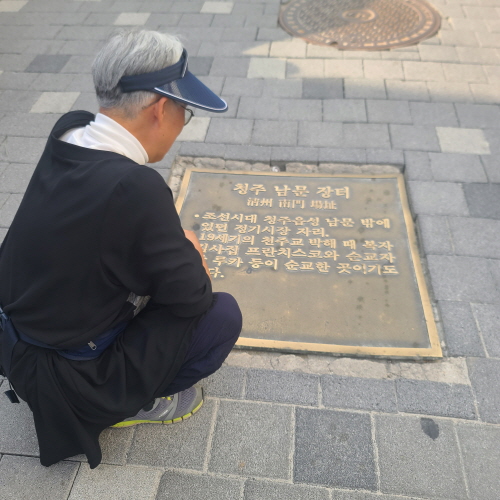 청주 남문 장터
淸州 南門 場址
• 조선시대 청주읍성 남문 밖에
있던 정기시장 자리.
19세기의 천주교 박해 때 복자
프란치스코와 순교자
루카 등이 순교한 곳이기도
다.